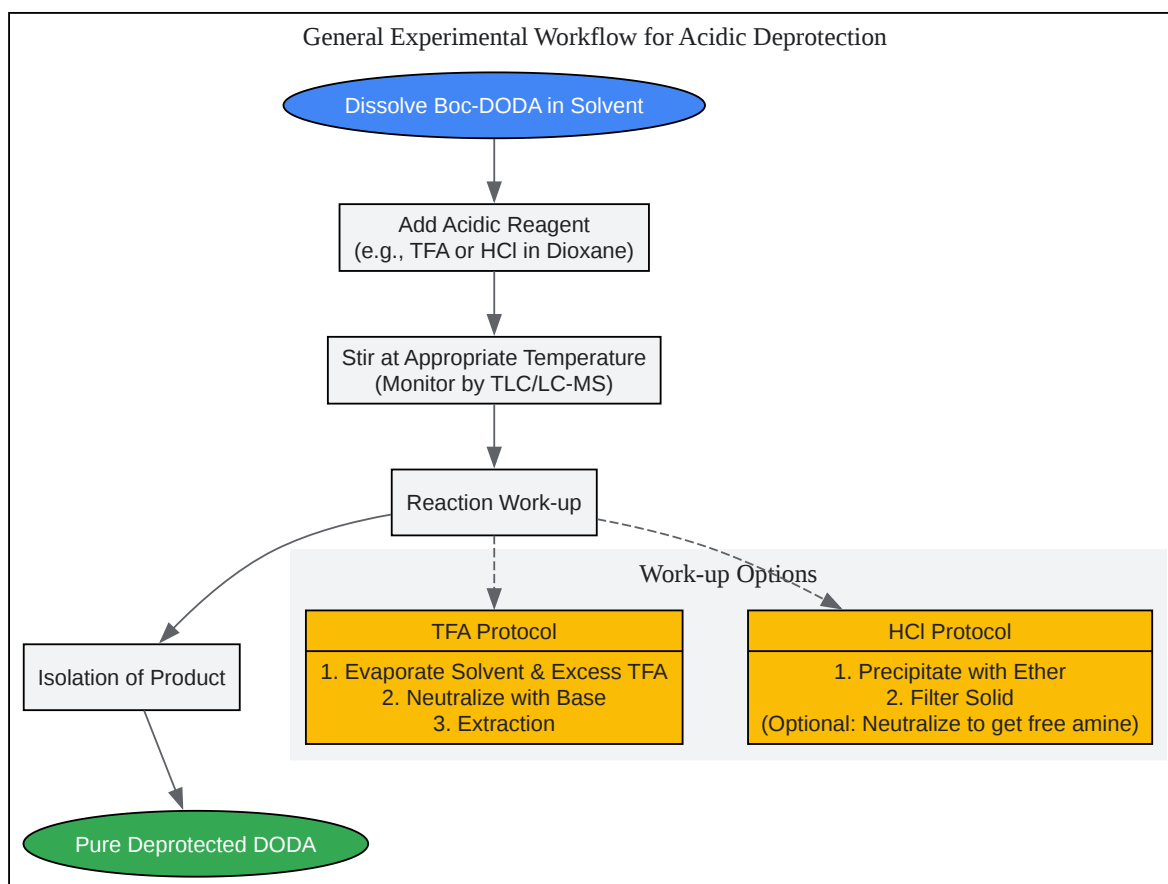 General Experimental Workflow for Acidic Deprotection
Dissolve Boc-DODA in Solvent
Add Acidic Reagent
(e.g., TFA or HCl in Dioxane)
Stir at Appropriate Temperature
(Monitor by TLC/LC-MS)
Reaction Work-up
Work-up Options
TFA Protocol
1. Evaporate Solvent & Excess TFA
2. Neutralize with Base
3. Extraction
HCl Protocol
1. Precipitate with Ether
2. Filter Solid
(Optional: Neutralize to get free amine)
Isolation of Product
Pure Deprotected DODA